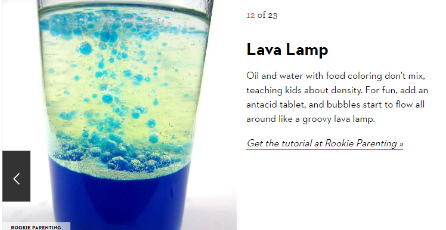 12 of 23
Lava Lamp
Oil and water with food coloring don't mix,
teaching kids about density. For fun, add an
antacid tablet, and bubbles start to flow all
around like a groovy lava lamp.
Get the tutorial at Rookie Parenting »
ROOKIE PARENTING